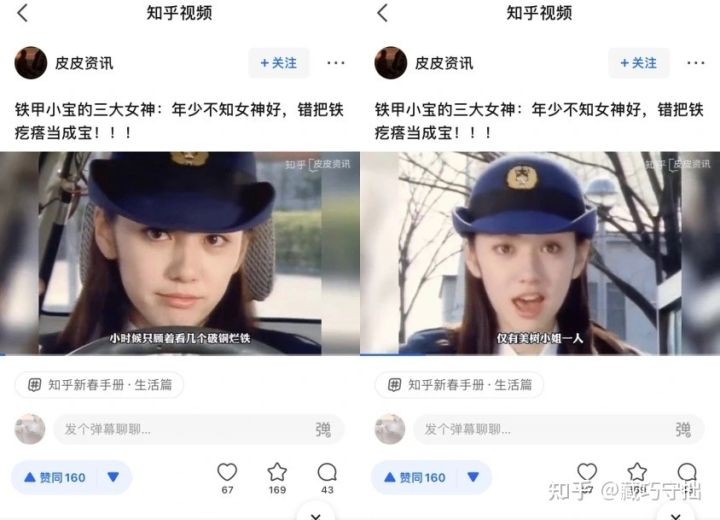 知乎视频
皮皮资讯
+关注
铁甲小宝的三大女神：年少不知女神好，错把铁
疙瘩当成宝！！！
知乎 皮皮资讯
小时候只顾着看几个破铜烂铁
知乎新春手册·生活篇
发个弹幕聊聊...
弹
赞同 160
67
169
43
知乎视频
皮皮资讯
+关注
铁甲小宝的三大女神：年少不知女神好，错把铁
疙瘩当成宝！！！
知乎 皮皮资讯
仅有美树小姐一人
知乎新春手册·生活篇
发个弹幕聊聊...
弹
赞同 160
67
169
知乎 @藏巧守拙